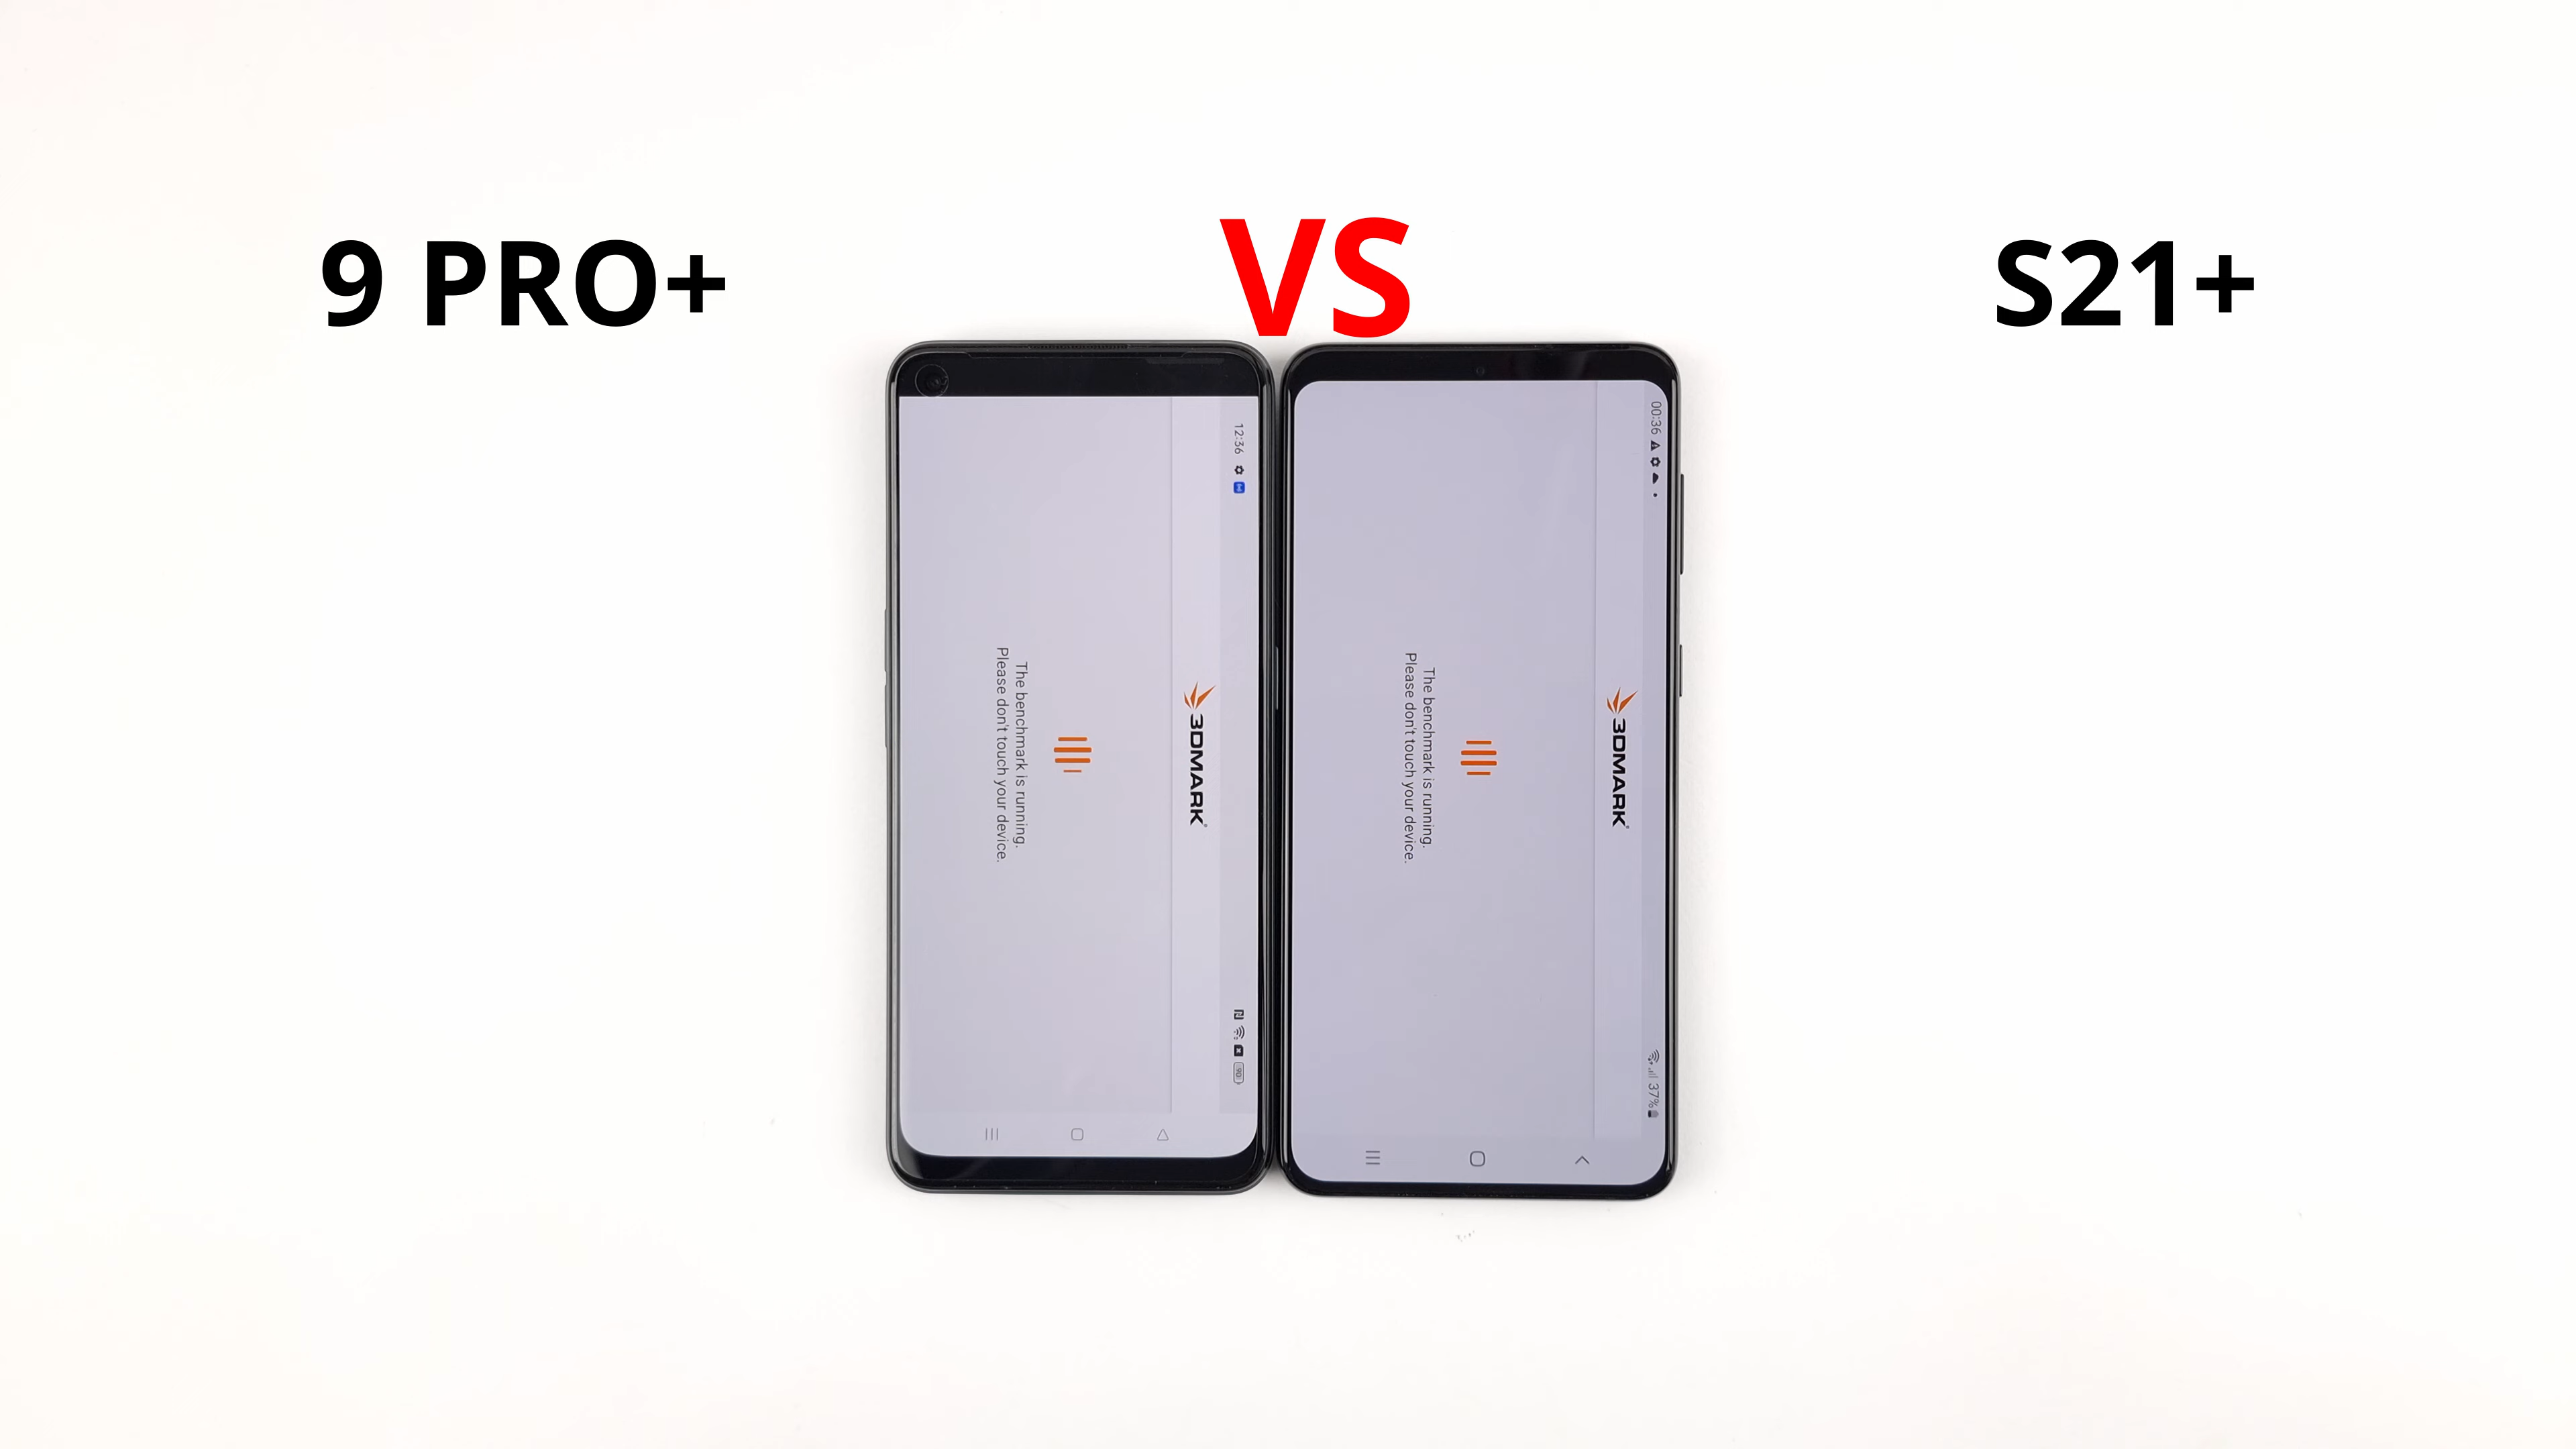 9 PRO+
VS
S21+
12:36
3DMARK
The benchmark is running.
Please don't touch your device.
90
00:36
37%
3DMARK
The benchmark is running.
Please don't touch your device.